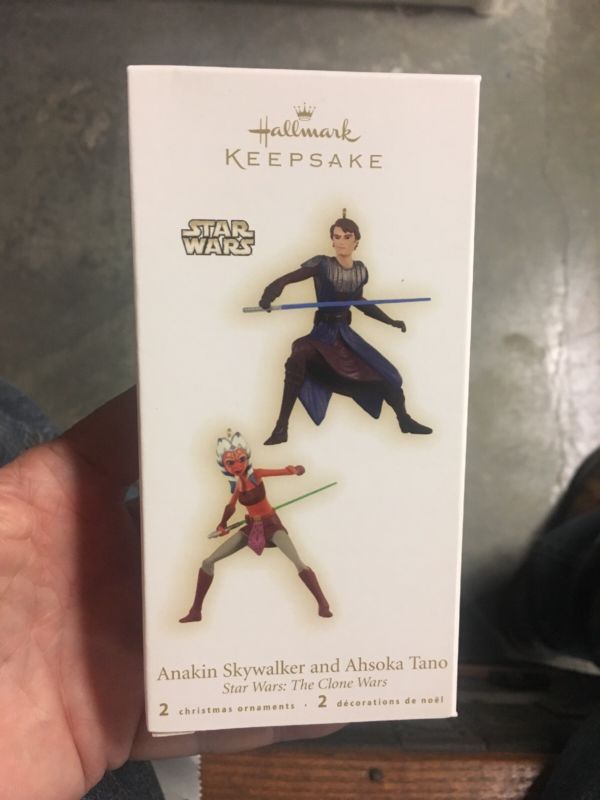 Hallmark
KEEPSAKE
STAR
WARS
Anakin Skywalker and Ahsoka Tano
Star Wars: The Clone Wars
2 christmas ornaments · 2 décorations de noël